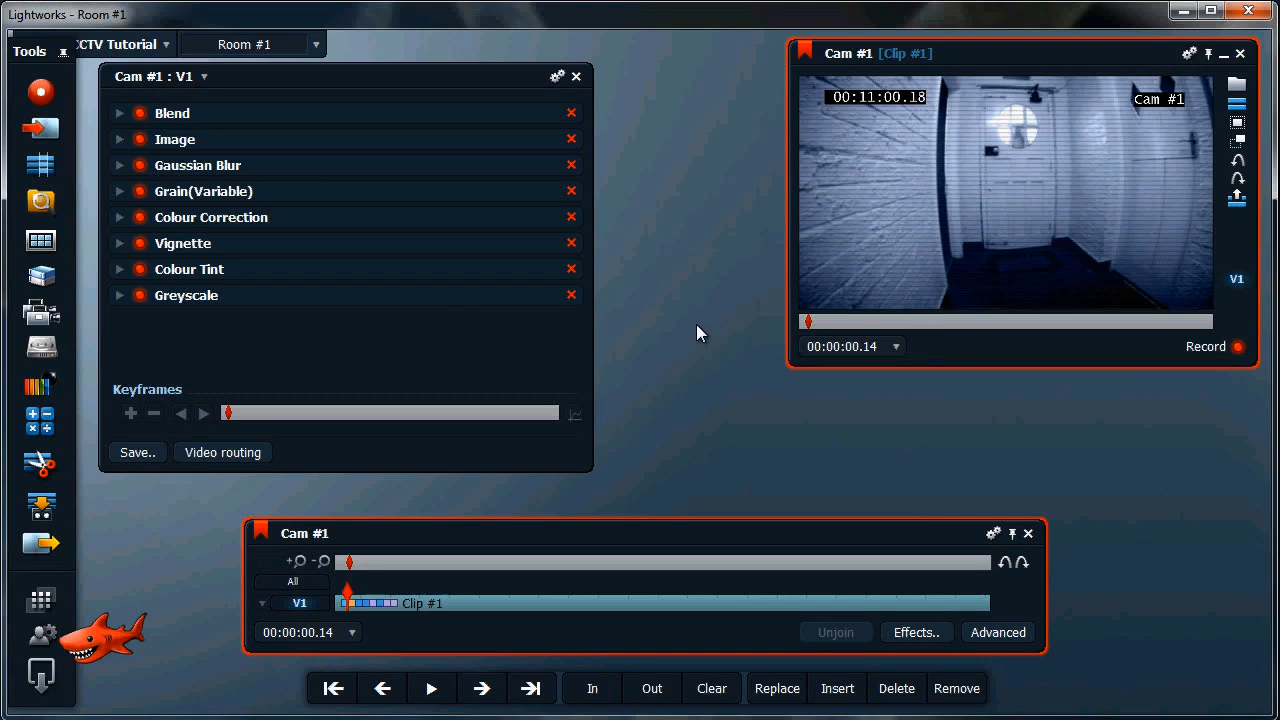 Lightworks - Room #1
Tools
CCTV Tutorial
Room #1
Cam #1 : V1
Blend
Image
Gaussian Blur
Grain(Variable)
Colour Correction
Vignette
Colour Tint
Greyscale
Keyframes
Save..
Video routing
Cam #1 [Clip #1]
00:11:00.18
Cam #1
V1
00:00:00.14
Record
Cam #1
All
V1
Clip #1
00:00:00.14
Unjoin
Effects..
Advanced
In
Out
Clear
Replace
Insert
Delete
Remove